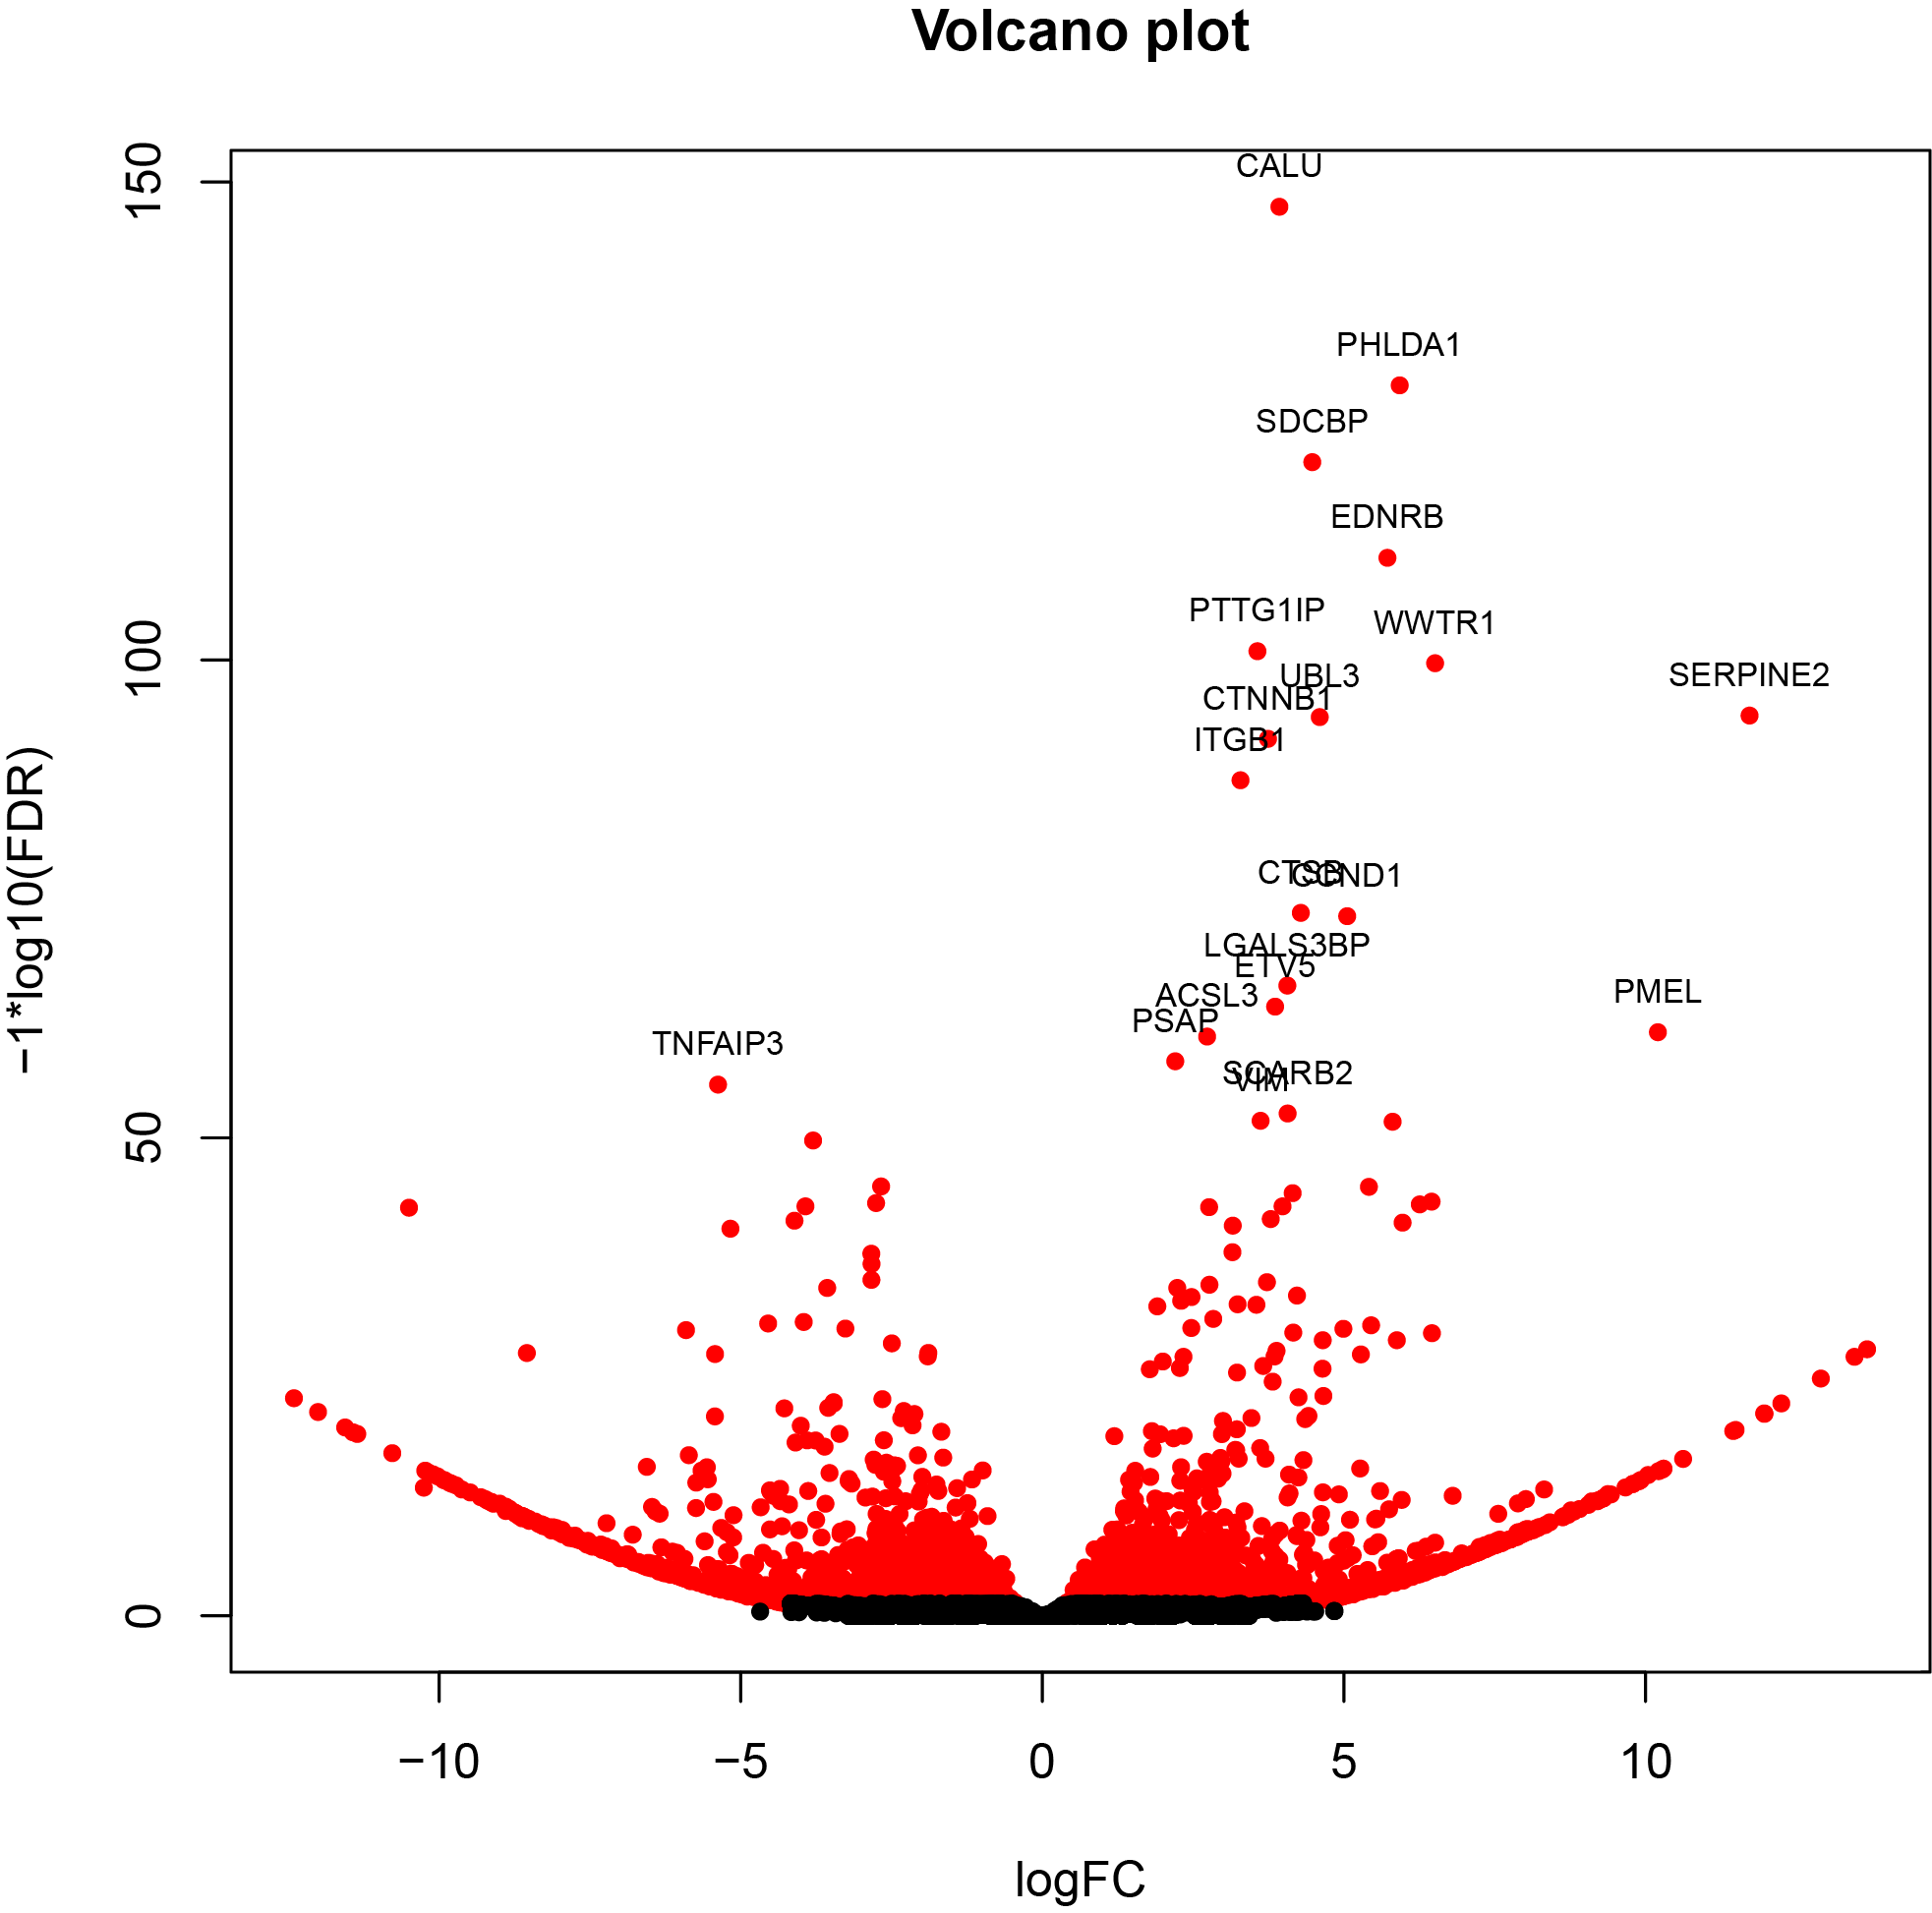 Volcano plot
CALU
PHLDA1
SDCBP
EDNRB
PTTG1IP
WWTR1
UBL3
SERPINE2
CTNNB1
ITGB1
CTSB
CCND1
LGALS3BP
ETV5
ACSL3
PMEL
PSAP
TNFAIP3
SCARB2
VIM
150
100
50
0
−1*log10(FDR)
−10
−5
0
5
10
logFC